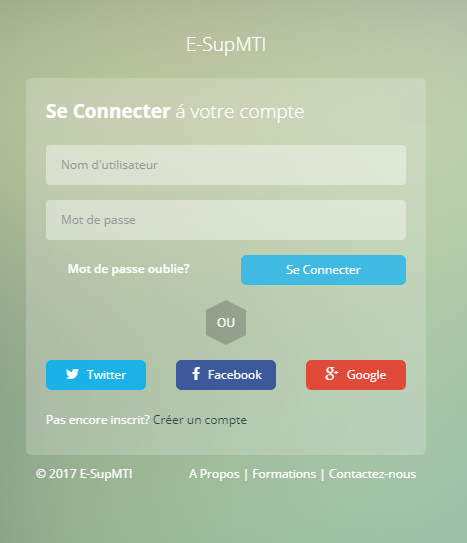 E-SupMTI
Se Connecter á votre compte
Nom d'utilisateur
Mot de passe
Mot de passe oublie? Se Connecter
OU
Twitter Facebook Google
Pas encore inscrit? Créer un compte
© 2017 E-SupMTI A Propos | Formations | Contactez-nous